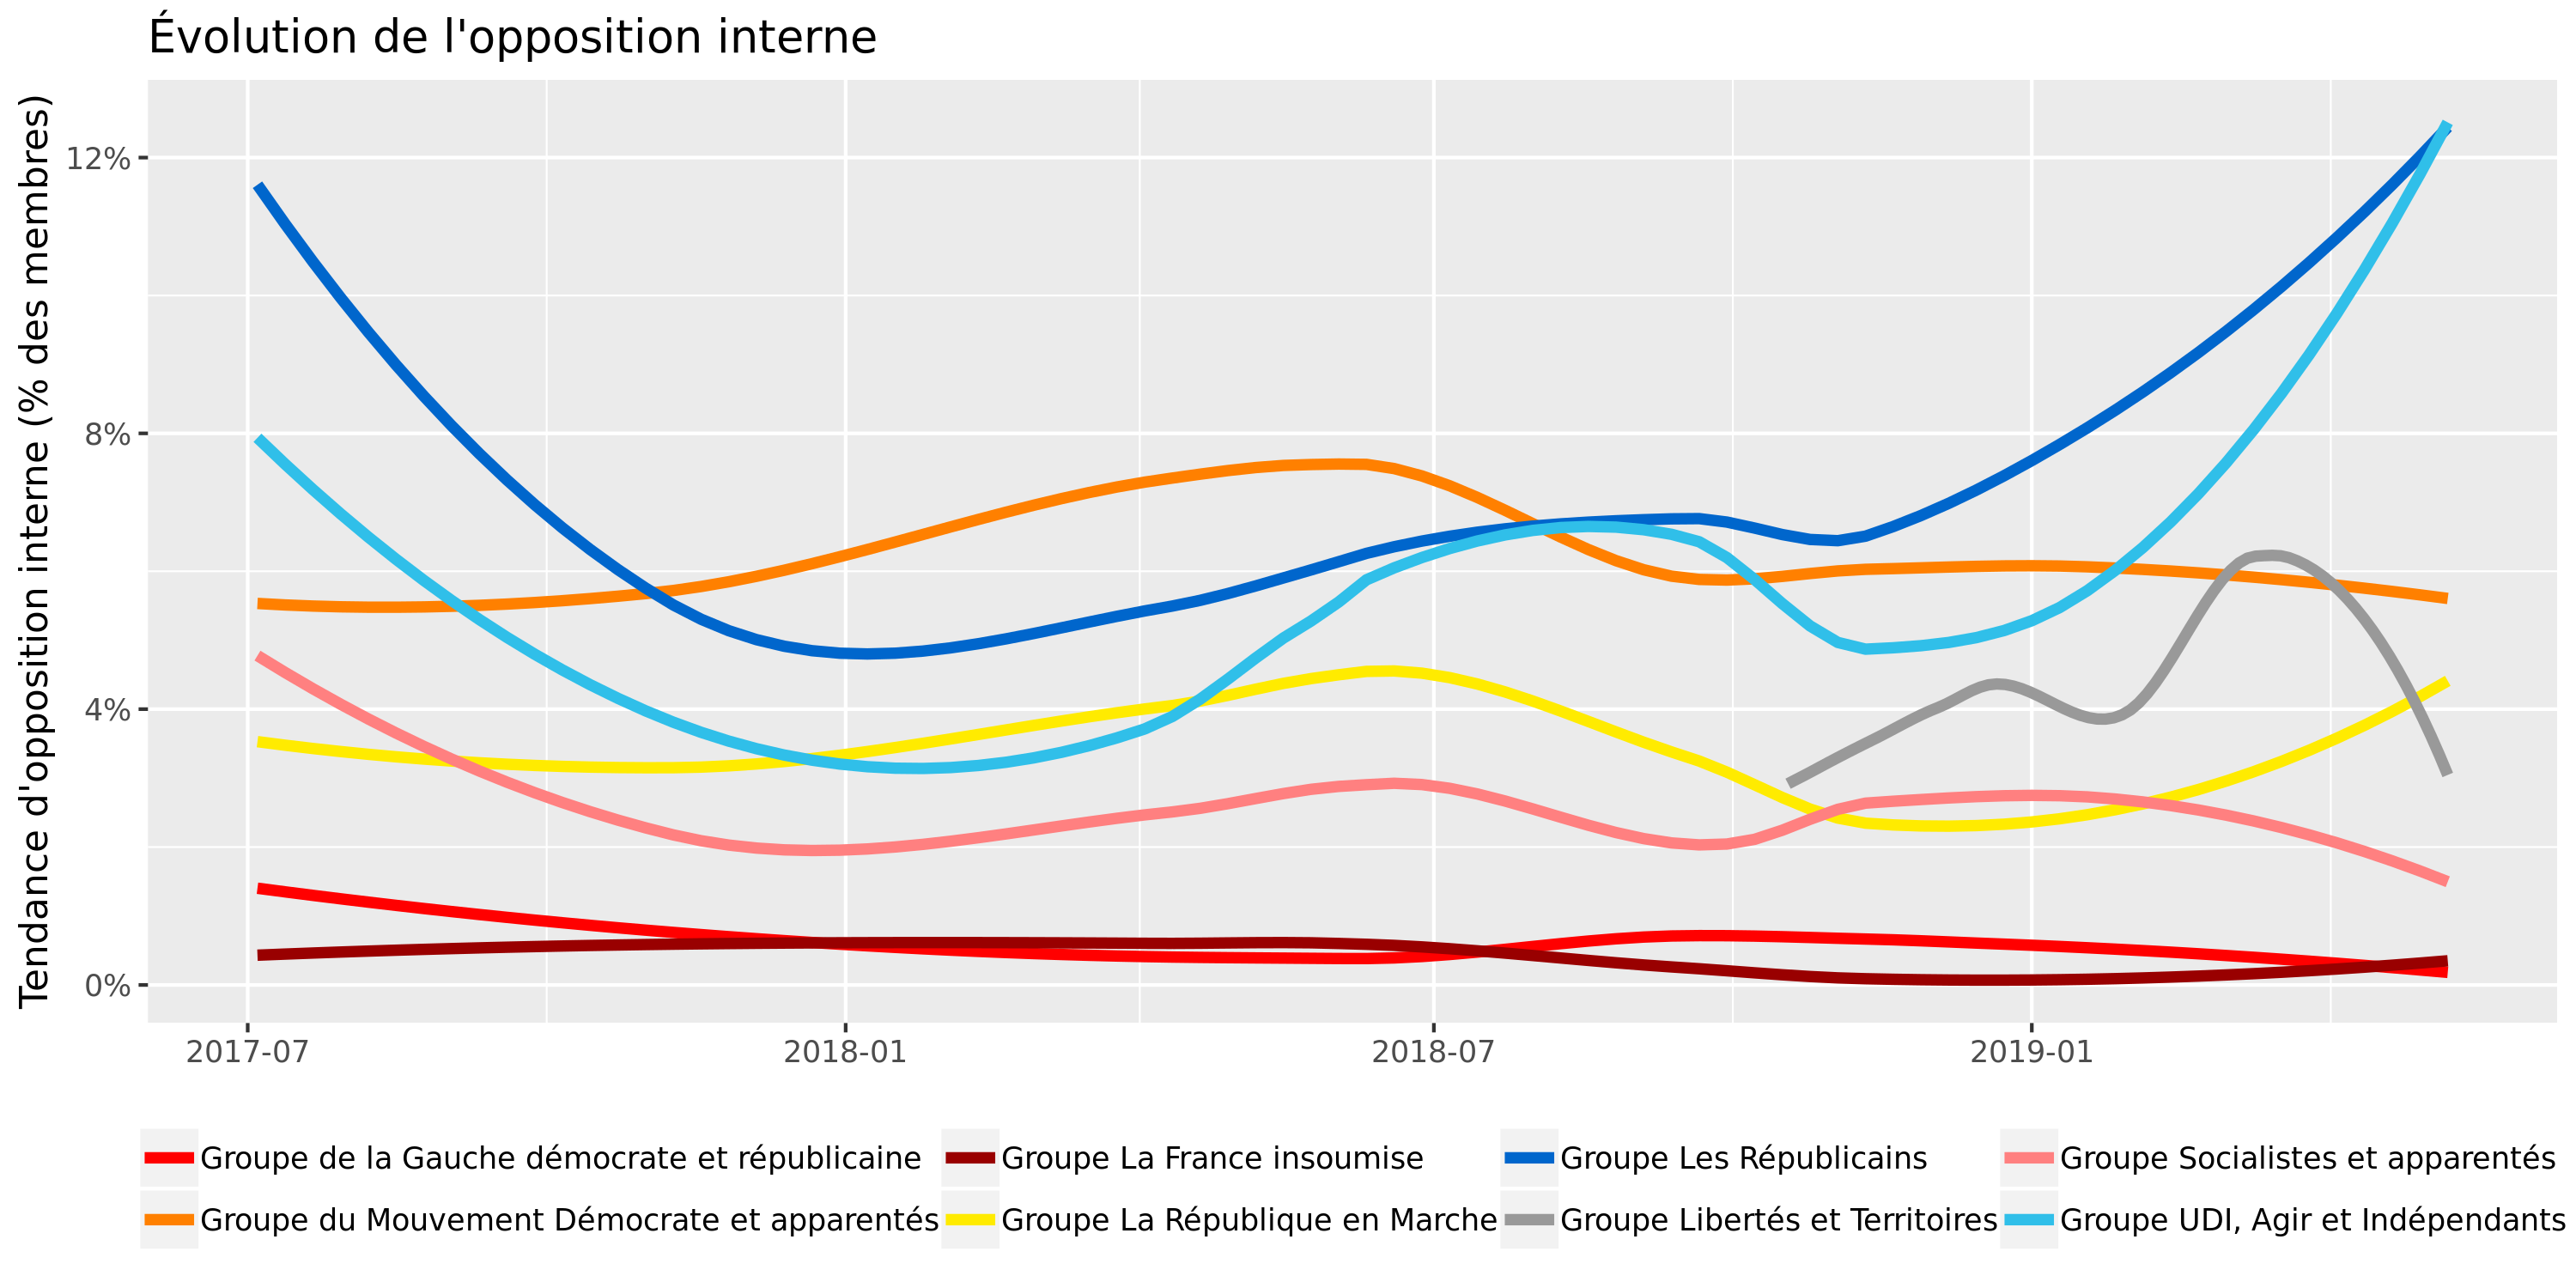 Évolution de l'opposition interne
Tendance d'opposition interne (% des membres)
12%
8%
4%
0%
2017-07
2018-01
2018-07
2019-01
Groupe de la Gauche démocrate et républicaine
Groupe La France insoumise
Groupe Les Républicains
Groupe Socialistes et apparentés
Groupe du Mouvement Démocrate et apparentés
Groupe La République en Marche
Groupe Libertés et Territoires
Groupe UDI, Agir et Indépendants